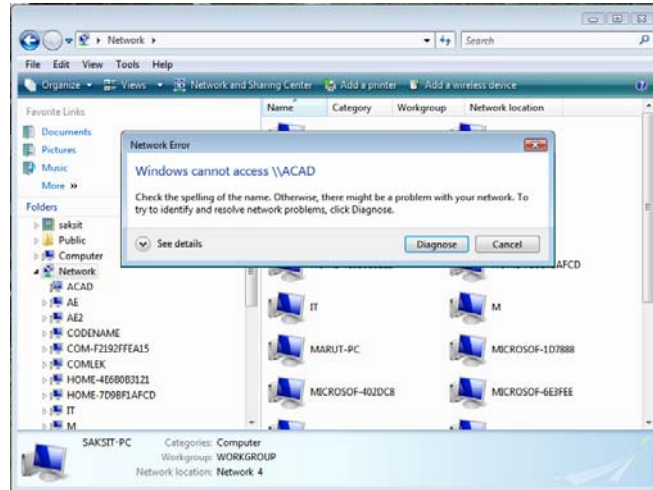 Network
Search
File Edit View Tools Help
Organize Views Network and Sharing Center Add a printer Add a wireless device
Favorite Links
Documents
Pictures
Music
More »
Folders
saksit
Public
Computer
Network
ACAD
AE
AE2
CODENAME
COM-F2192FFEA15
COMLEK
HOME-4E6B0B3121
HOME-7D9BF1AFCD
IT
M
Name Category Workgroup Network location
Network Error
Windows cannot access \\ACAD
Check the spelling of the name. Otherwise, there might be a problem with your network. To
try to identify and resolve network problems, click Diagnose.
See details Diagnose Cancel
IT M
MARUT-PC MICROSOF-1D7888
MICROSOF-402DC8 MICROSOF-6E3FEE
SAKSIT-PC Categories: Computer
Workgroup: WORKGROUP
Network location: Network 4